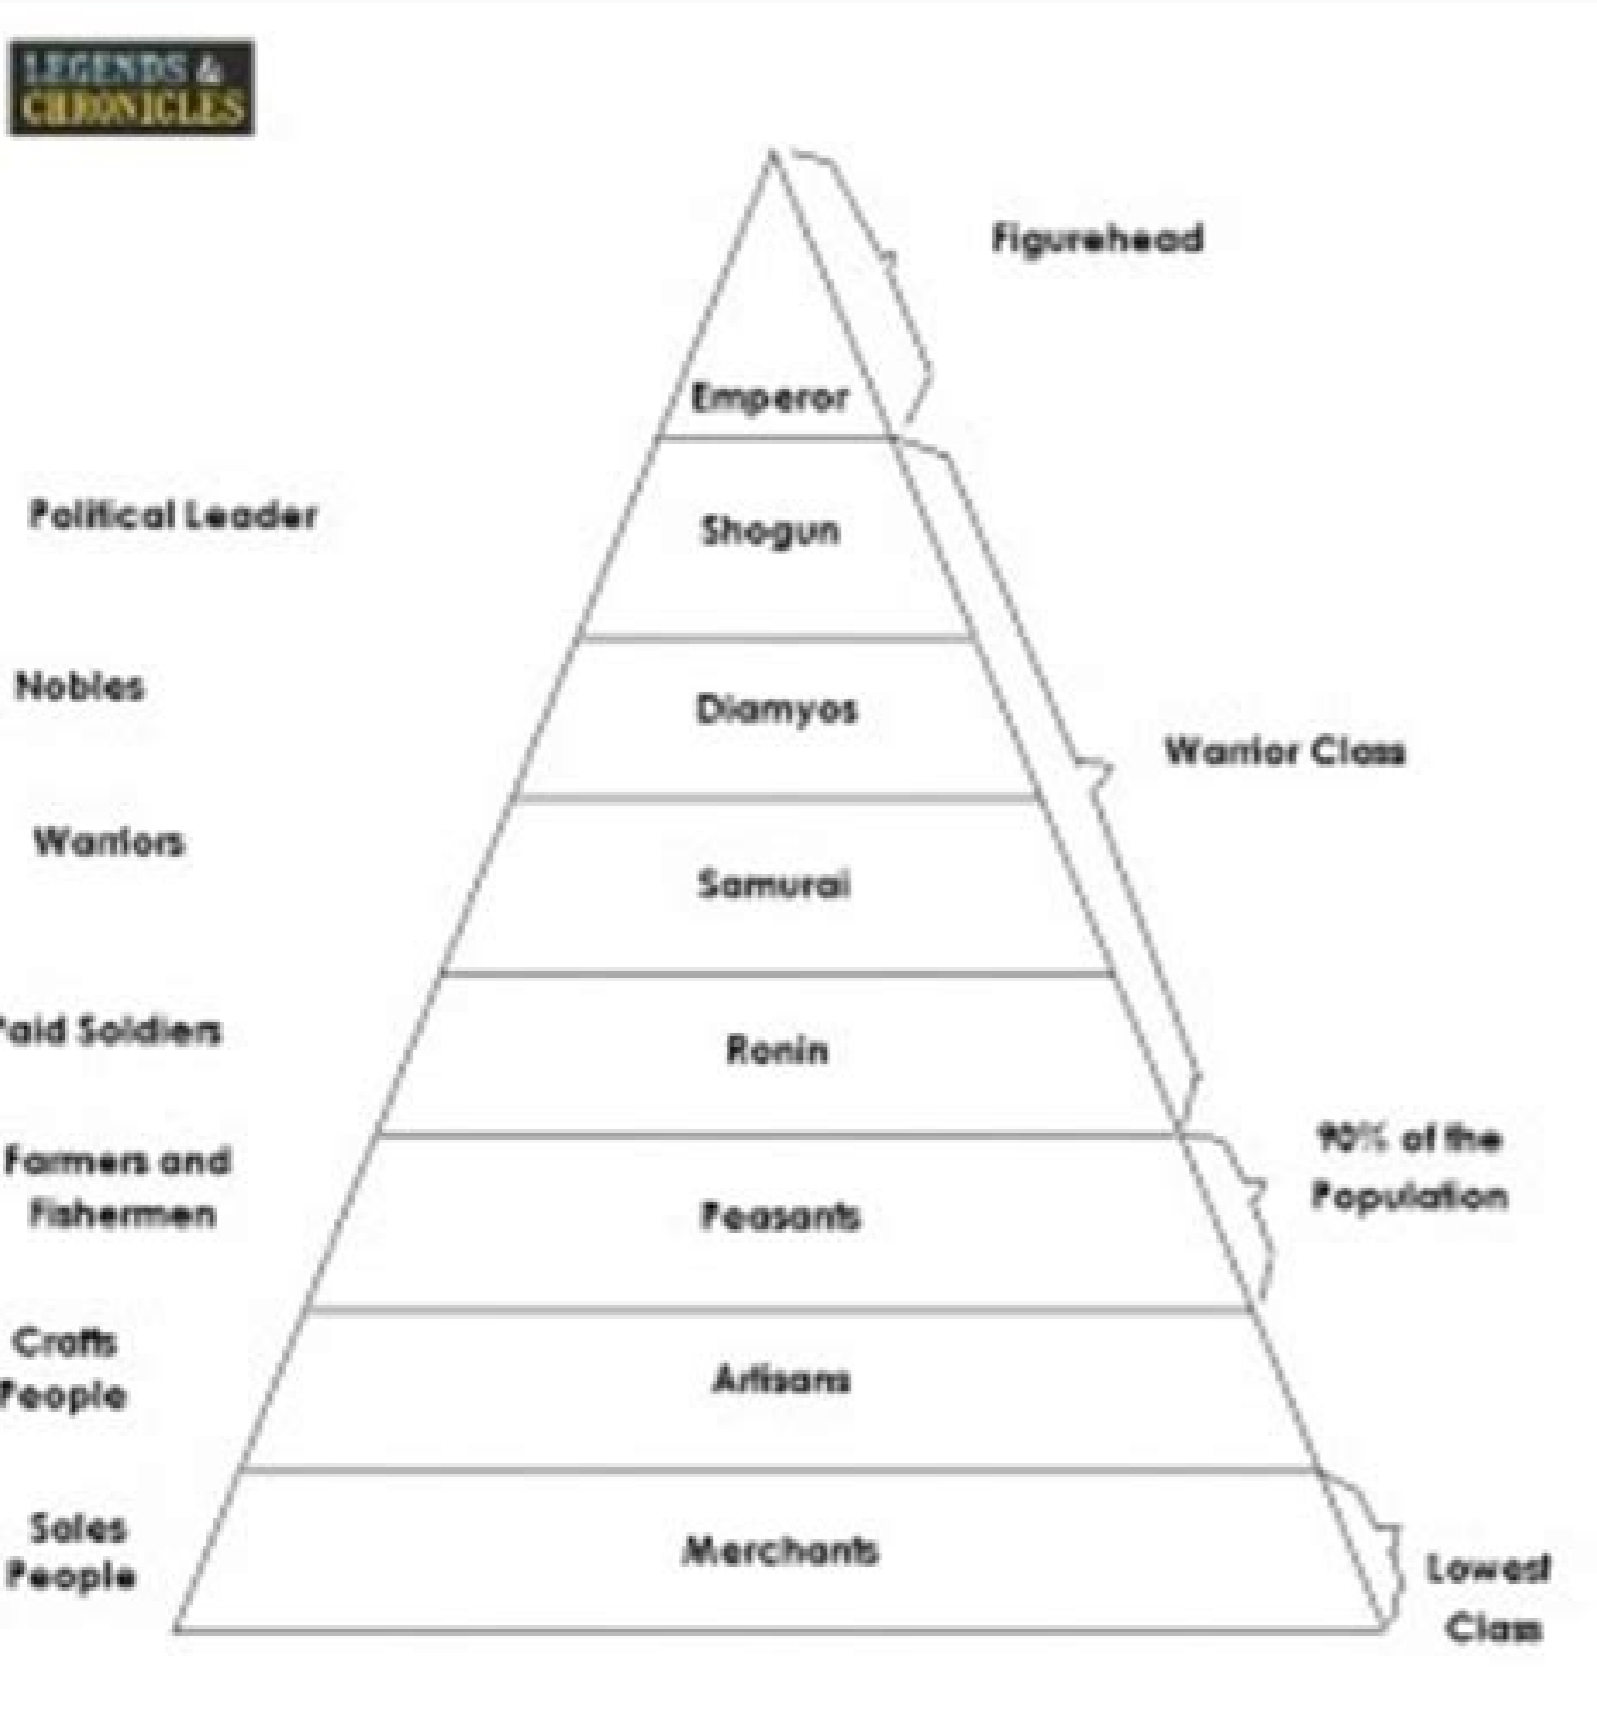 LEGENDS &
CHRONICLES
Figurehead
Emperor
Political Leader
Shogun
Nobles
Diamyos
Warrior Class
Warriors
Samurai
Paid Soldiers
Ronin
90% of the
Population
Farmers and
Fishermen
Peasants
Crafts
People
Artisans
Sales
People
Merchants
Lowest
Class